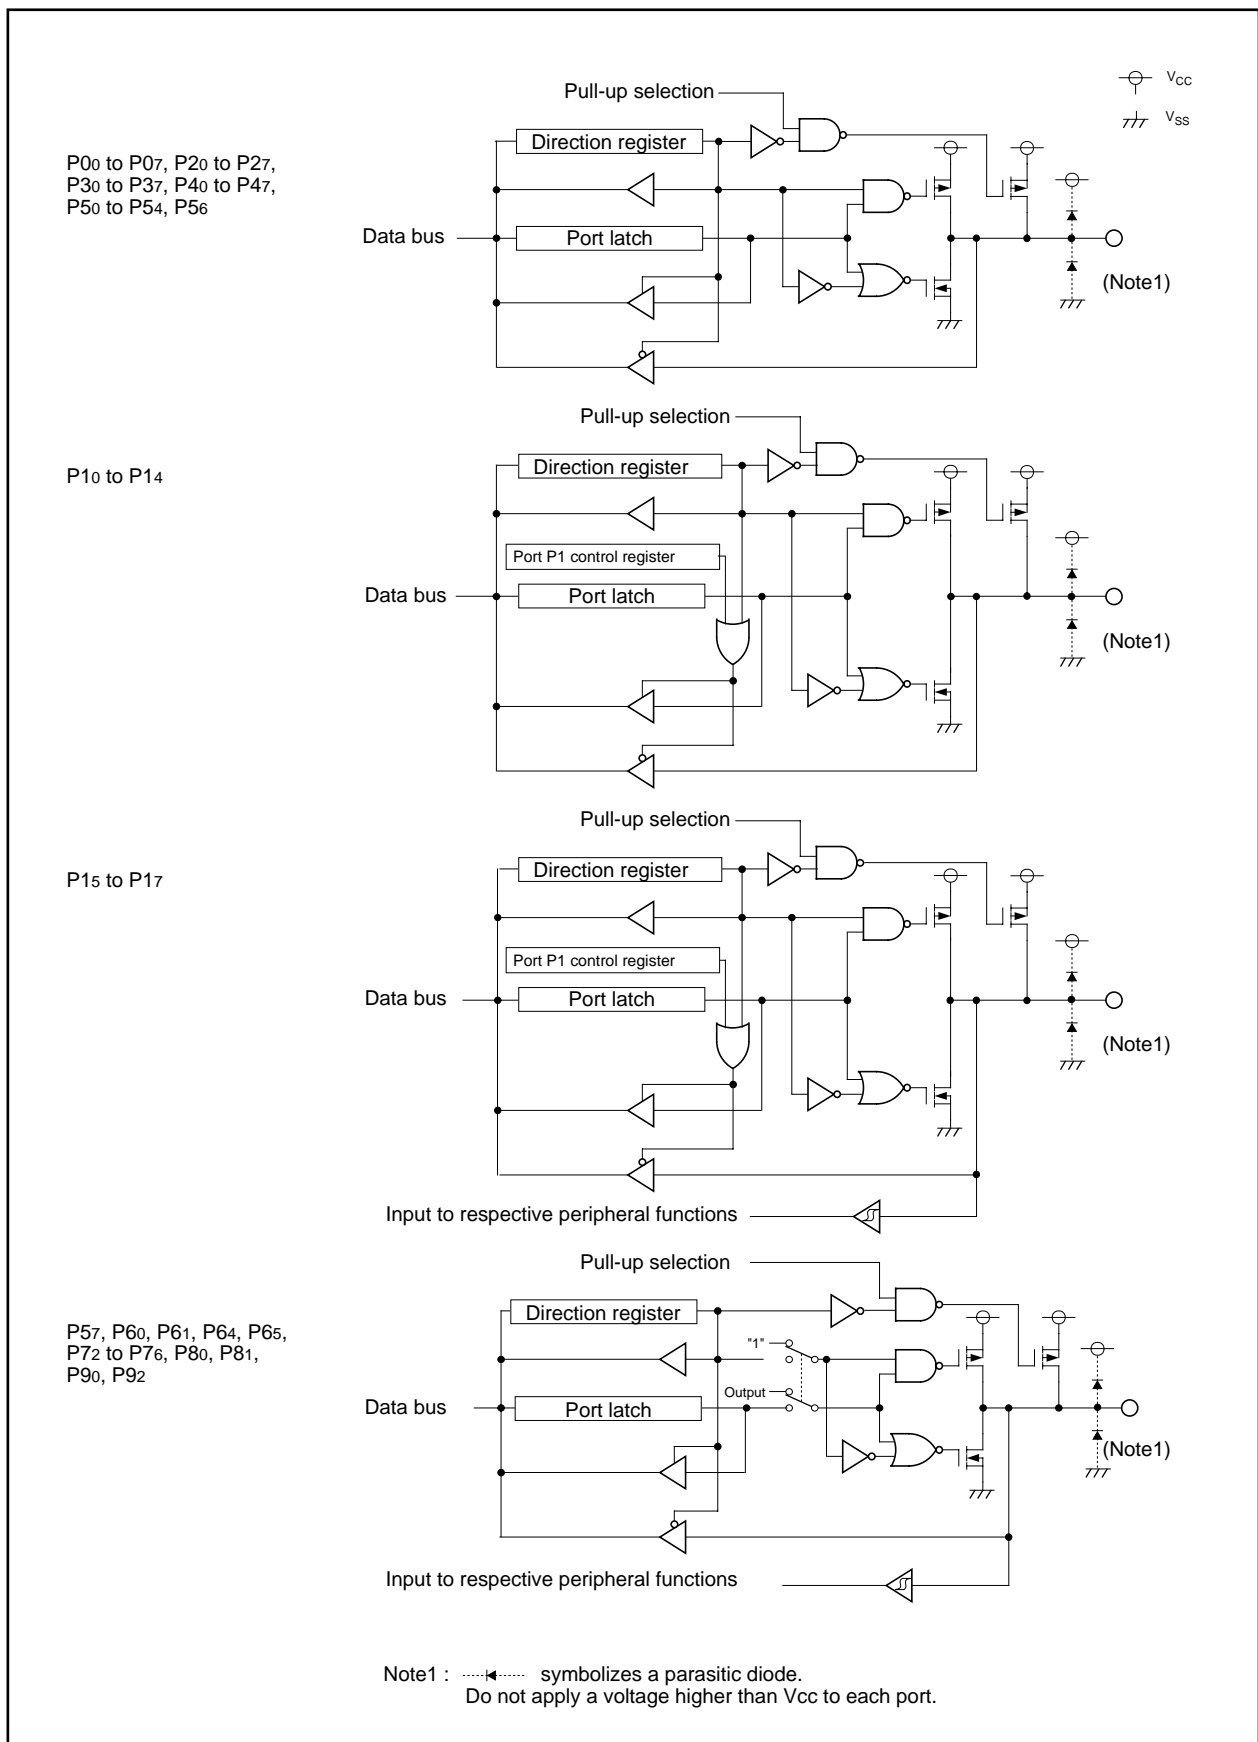 Pull-up selection
VCC
VSS
Direction register
P00 to P07, P20 to P27,
P30 to P37, P40 to P47,
P50 to P54, P56
Data bus
Port latch
(Note1)
Pull-up selection
Direction register
P10 to P14
Port P1 control register
Data bus
Port latch
(Note1)
Pull-up selection
Direction register
P15 to P17
Port P1 control register
Data bus
Port latch
(Note1)
Input to respective peripheral functions
Pull-up selection
Direction register
P57, P60, P61, P64, P65,
P72 to P76, P80, P81,
P90, P92
"1"
Output
Data bus
Port latch
(Note1)
Input to respective peripheral functions
Note1 : symbolizes a parasitic diode.
Do not apply a voltage higher than Vcc to each port.